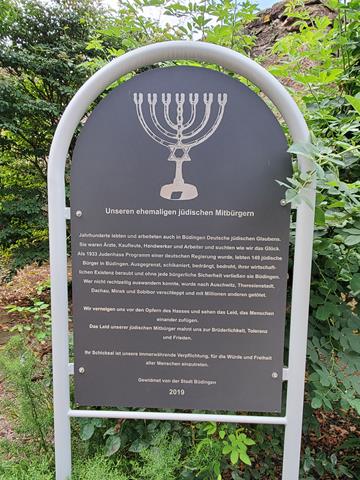 Unseren ehemaligen jüdischen Mitbürgern
Jahrhunderte lebten und arbeiteten auch in Büdingen Deutsche jüdischen Glaubens.
Sie waren Ärzte, Kaufleute, Handwerker und Arbeiter und suchten wie wir das Glück.
Als 1933 Judenhass Programm einer deutschen Regierung wurde, lebten 149 jüdische
Bürger in Büdingen. Ausgegrenzt, schikaniert, bedrängt, bedroht, ihrer wirtschaft-
lichen Existenz beraubt und ohne jede bürgerliche Sicherheit verließen sie Büdingen.
Wer nicht rechtzeitig auswandern konnte, wurde nach Auschwitz, Theresienstadt,
Dachau, Minsk und Sobibor verschleppt und mit Millionen anderen getötet.
Wir verneigen uns vor den Opfern des Hasses und sehen das Leid, das Menschen
einander zufügen.
Das Leid unserer jüdischen Mitbürger mahnt uns zur Brüderlichkeit, Toleranz
und Frieden.
Ihr Schicksal ist unsere immerwährende Verpflichtung, für die Würde und Freiheit
aller Menschen einzutreten.
Gewidmet von der Stadt Büdingen
2019